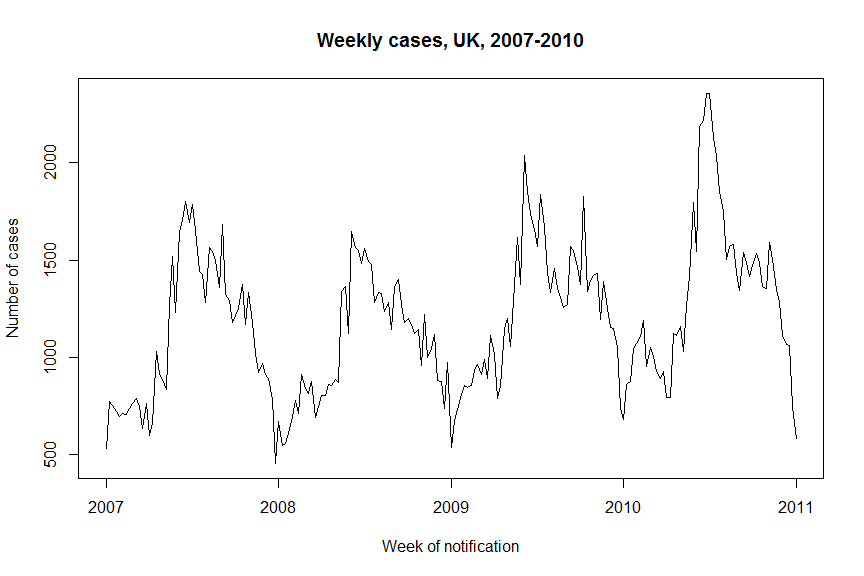 Weekly cases, UK, 2007-2010
Number of cases
2000
1500
1000
500
2007 2008 2009 2010 2011
Week of notification